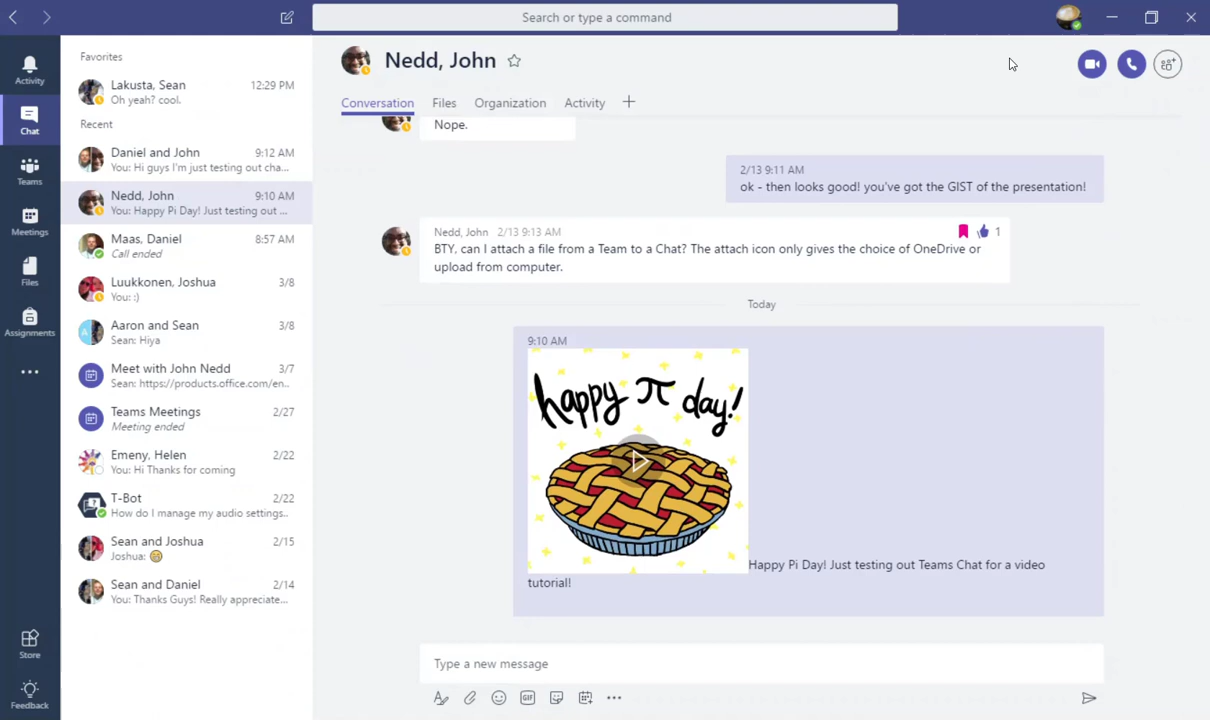 Search or type a command
Activity
Chat
Teams
Meetings
Files
Assignments
Store
Feedback
Favorites
Lakusta, Sean 12:29 PM
Oh yeah? cool.
Recent
Daniel and John 9:12 AM
You: Hi guys I'm just testing out cha...
Nedd, John 9:10 AM
You: Happy Pi Day! Just testing out ...
Maas, Daniel 8:57 AM
Call ended
Luukkonen, Joshua 3/8
You: :)
Aaron and Sean 3/8
Sean: Hiya
Meet with John Nedd 3/7
Sean: https://products.office.com/en..
Teams Meetings 2/27
Meeting ended
Emeny, Helen 2/22
You: Hi Thanks for coming
T-Bot 2/22
How do I manage my audio settings..
Sean and Joshua 2/15
Joshua:
Sean and Daniel 2/14
You: Thanks Guys! Really appreciate...
Nedd, John
Conversation Files Organization Activity
Nope.
2/13 9:11 AM
ok - then looks good! you've got the GIST of the presentation!
Nedd, John 2/13 9:13 AM 1
BTY, can I attach a file from a Team to a Chat? The attach icon only gives the choice of OneDrive or
upload from computer.
Today
9:10 AM
happy π day!
Happy Pi Day! Just testing out Teams Chat for a video
tutorial!
Type a new message
GIF